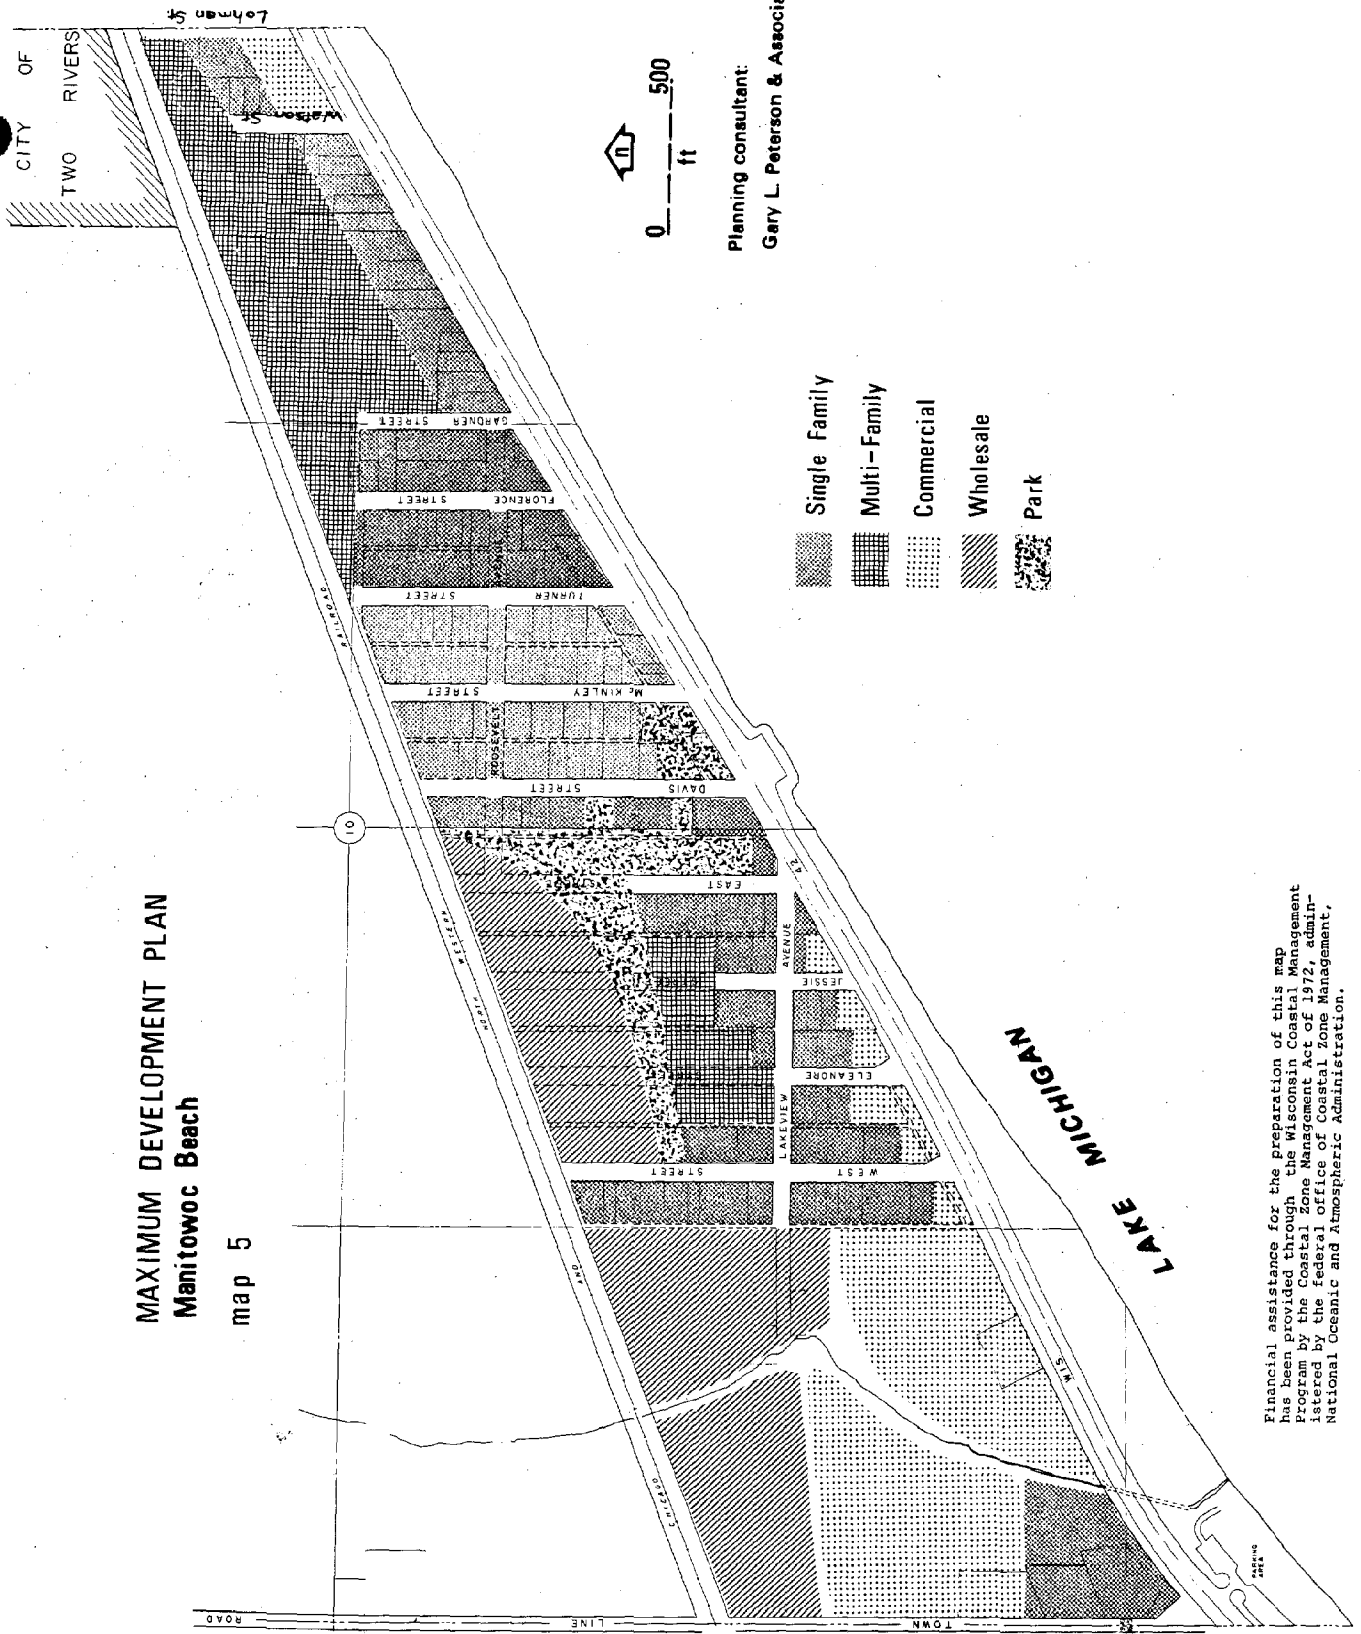 MAXIMUM DEVELOPMENT PLAN
Manitowoc Beach
map 5
CITY OF
TWO RIVERS
Lohman St.
Watson St.
n
0 500
ft
Planning consultant:
Gary L. Peterson & Associa
Single Family
Multi-Family
Commercial
Wholesale
Park
RAILROAD
WESTERN
NORTH
AND
CHICAGO
10
GARDNER STREET
FLORENCE STREET
TURNER STREET
McKINLEY STREET
DAVIS STREET
EAST STREET
JESSIE STREET
ELEANORE STREET
WEST STREET
ROOSEVELT AVENUE
LAKEVIEW AVENUE
WIS 42
TOWN LINE ROAD
PARKING
AREA
LAKE MICHIGAN
Financial assistance for the preparation of this map
has been provided through the Wisconsin Coastal Management
Program by the Coastal Zone Management Act of 1972, admin-
istered by the federal office of Coastal Zone Management,
National Oceanic and Atmospheric Administration.